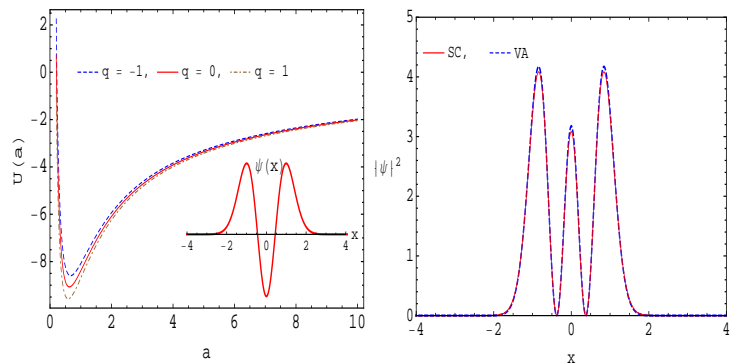 2
0
-2
-4
-6
-8
U(a)
q = -1, q = 0, q = 1
ψ(x)
-4 -2 0 2 4 x
0 2 4 6 8 10
a
5
4
3
2
1
0
|ψ|²
SC, VA
-4 -2 0 2 4
x